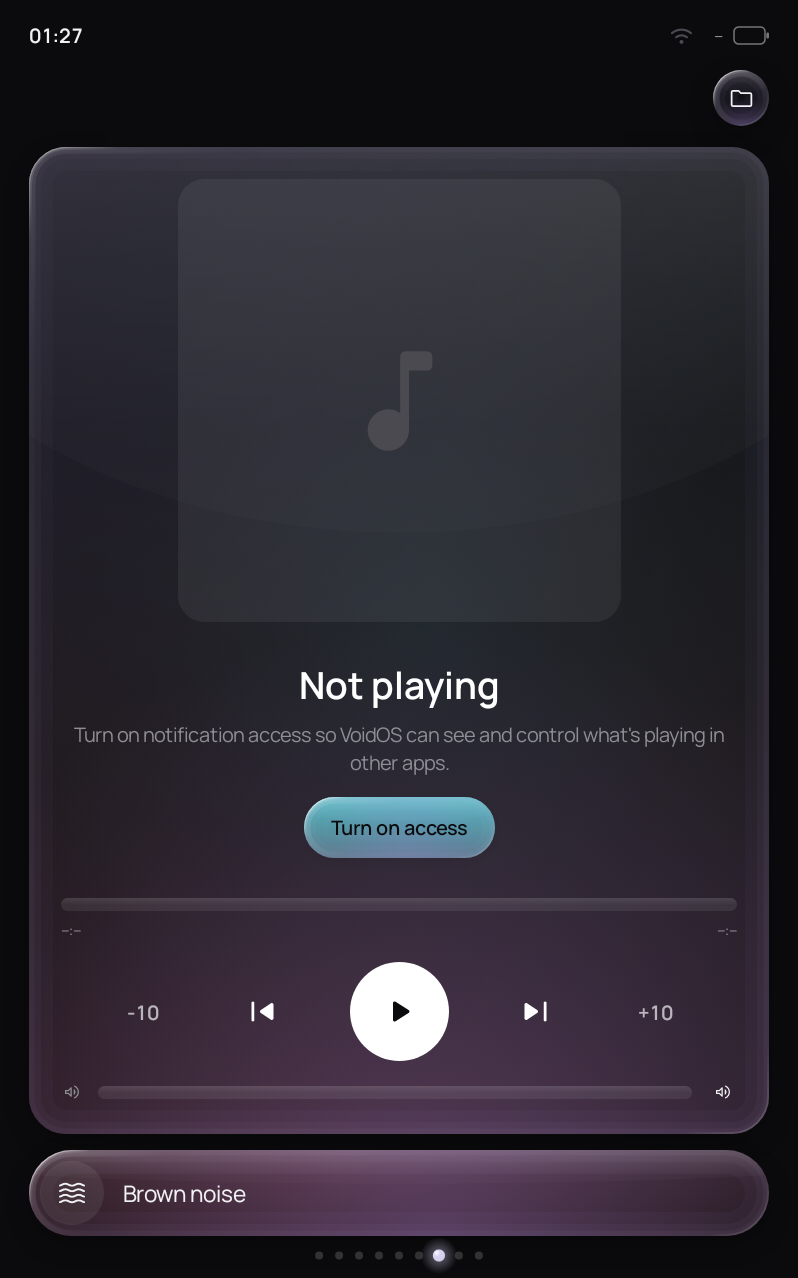 01:27
–
Not playing
Turn on notification access so VoidOS can see and control what's playing in
other apps.
Turn on access
–:–
–:–
-10
+10
Brown noise